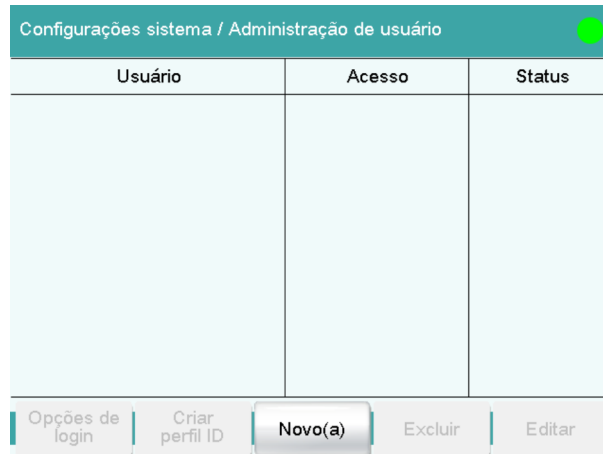 Configurações sistema / Administração de usuário
Usuário Acesso Status
Opções de login Criar perfil ID Novo(a) Excluir Editar